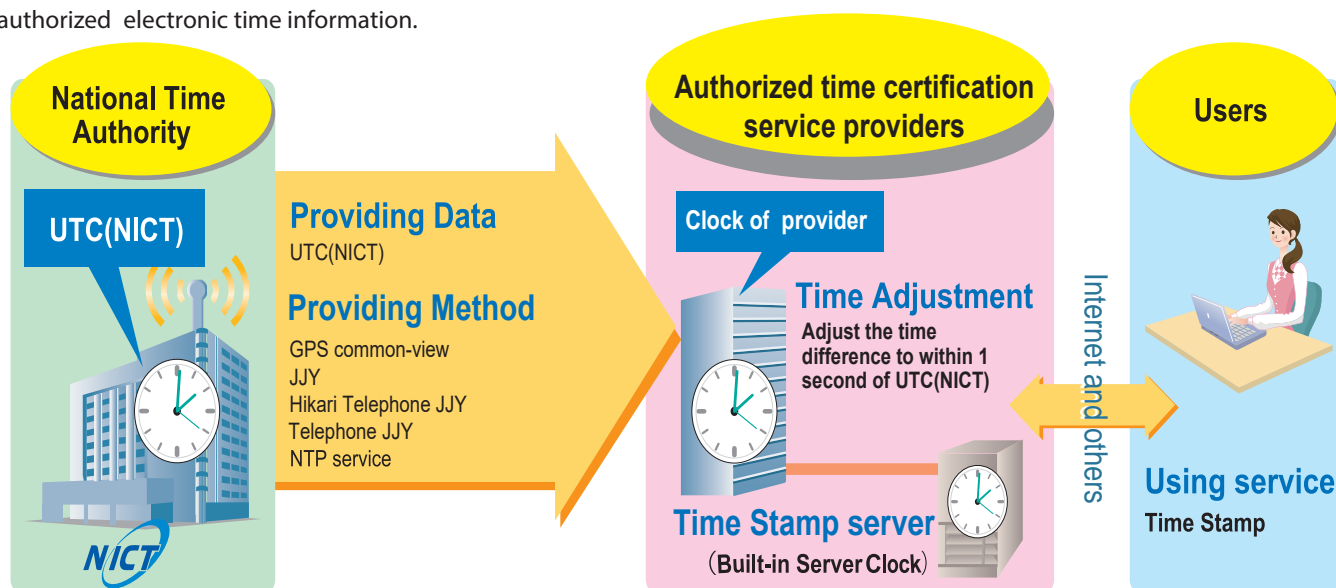 authorized electronic time information.
National Time
Authority
UTC(NICT)
NICT
Providing Data
UTC(NICT)
Providing Method
GPS common-view
JJY
Hikari Telephone JJY
Telephone JJY
NTP service
Authorized time certification
service providers
Clock of provider
Time Adjustment
Adjust the time
difference to within 1
second of UTC(NICT)
Time Stamp server
(Built-in Server Clock)
Internet and others
Users
Using service
Time Stamp